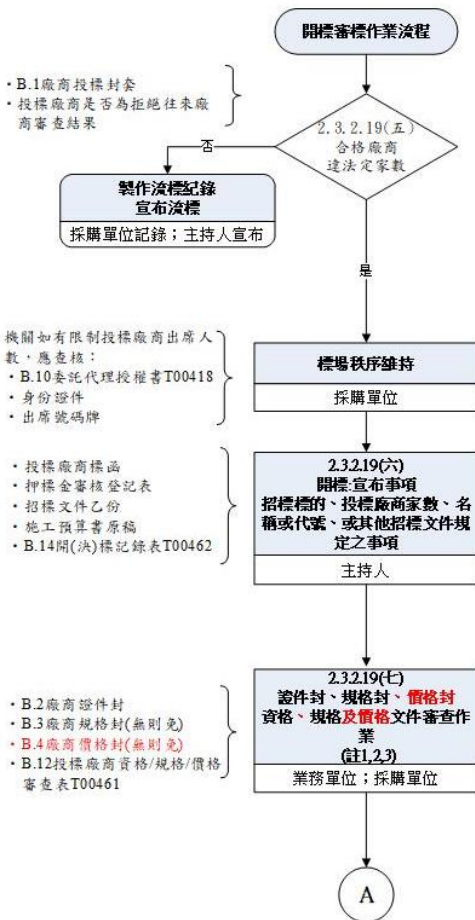 開標審標作業流程
・B.1廠商投標封套
・投標廠商是否為拒絕往來廠
商審查結果
2.3.2.19(五)
合格廠商
違法定家數
否
製作流標紀錄
宣布流標
採購單位記錄；主持人宣布
是
機關如有限制投標廠商出席人
數，應查核：
・B.10委託代理授權書T00418
・身份證件
・出席號碼牌
標場秩序維持
採購單位
・投標廠商標函
・押標金審核登記表
・招標文件乙份
・施工預算書原稿
・B.14開(決)標記錄表T00462
2.3.2.19(六)
開標:宣布事項
招標標的、投標廠商家數、名
稱或代號、或其他招標文件規
定之事項
主持人
・B.2廠商證件封
・B.3廠商規格封(無則免)
・B.4廠商價格封(無則免)
・B.12投標廠商資格/規格/價格
審查表T00461
2.3.2.19(七)
證件封、規格封、價格封
資格、規格及價格文件審查作
業
(註1,2,3)
業務單位；採購單位
A